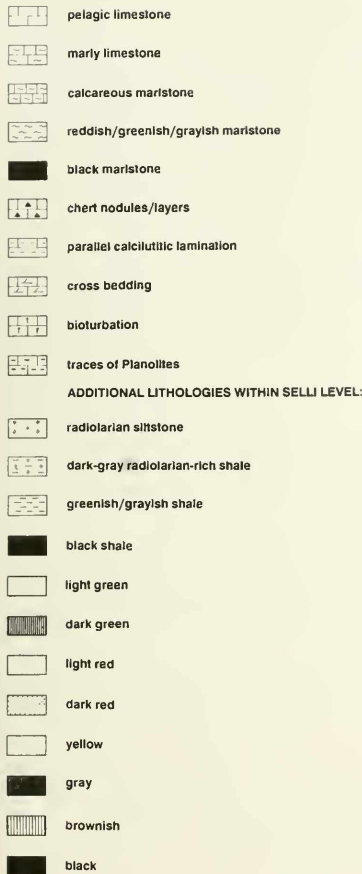 pelagic limestone
marly limestone
calcareous marlstone
reddish/greenish/grayish marlstone
black marlstone
chert nodules/layers
parallel calcilutitic lamination
cross bedding
bioturbation
traces of Planolites
ADDITIONAL LITHOLOGIES WITHIN SELLI LEVEL:
radiolarian siltstone
dark-gray radiolarian-rich shale
greenish/grayish shale
black shale
light green
dark green
light red
dark red
yellow
gray
brownish
black